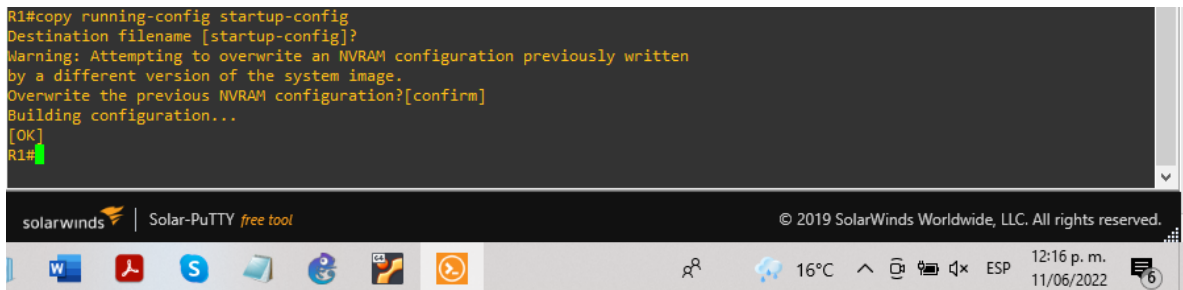 R1#copy running-config startup-config
Destination filename [startup-config]?
Warning: Attempting to overwrite an NVRAM configuration previously written
by a different version of the system image.
Overwrite the previous NVRAM configuration?[confirm]
Building configuration...
[OK]
R1#
solarwinds | Solar-PuTTY free tool © 2019 SolarWinds Worldwide, LLC. All rights reserved.
W S G4 16°C ESP 12:16 p. m.
11/06/2022 6